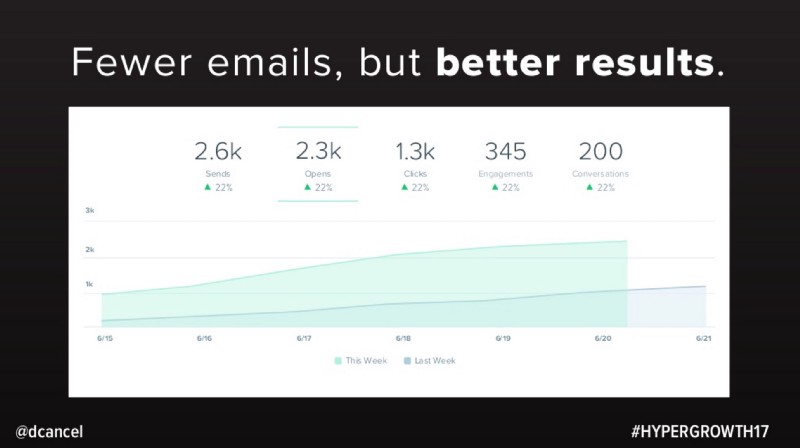 Fewer emails, but better results.
2.6k 2.3k 1.3k 345 200
Sends Opens Clicks Engagements Conversations
▲ 22% ▲ 22% ▲ 22% ▲ 22% ▲ 22%
3k
2k
1k
6/15 6/16 6/17 6/18 6/19 6/20 6/21
This Week Last Week
@dcancel #HYPERGROWTH17